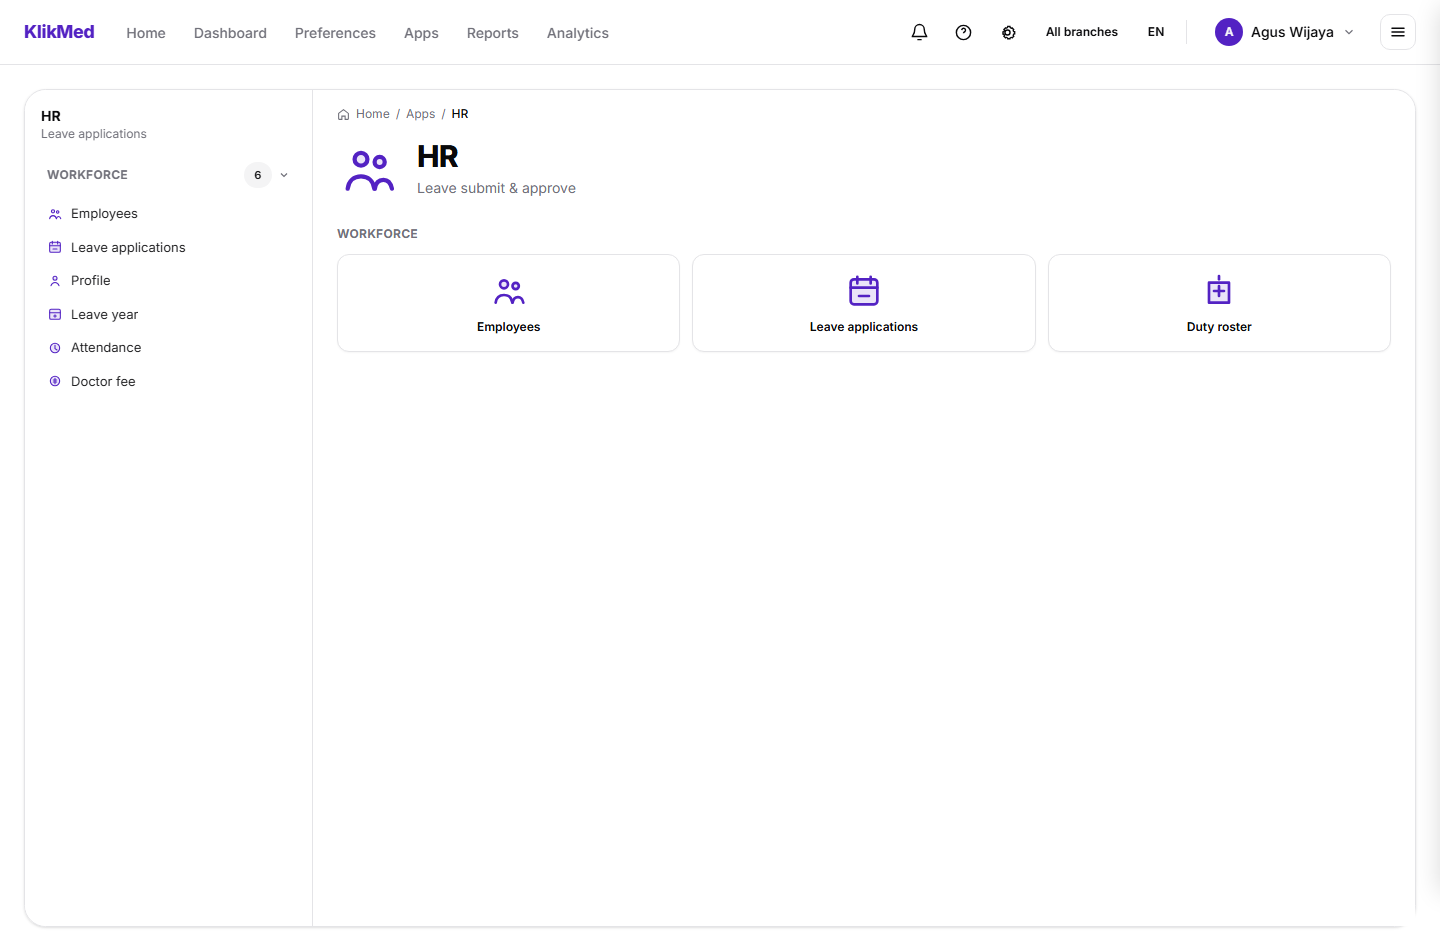 KlikMed
Home
Dashboard
Preferences
Apps
Reports
Analytics
All branches
EN
A
Agus Wijaya
HR
Leave applications
WORKFORCE
6
Employees
Leave applications
Profile
Leave year
Attendance
Doctor fee
Home / Apps / HR
HR
Leave submit & approve
WORKFORCE
Employees
Leave applications
Duty roster